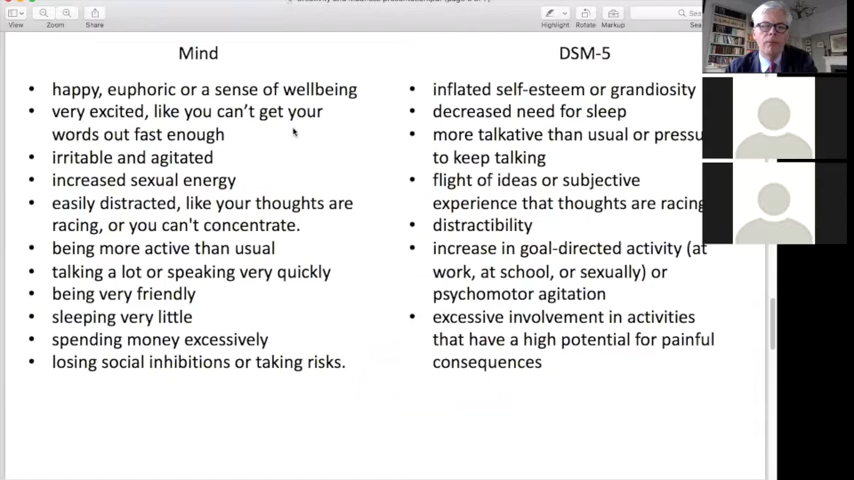 View
Zoom
Share
Highlight
Rotate
Markup
Mind
happy, euphoric or a sense of wellbeing
very excited, like you can't get your
words out fast enough
irritable and agitated
increased sexual energy
easily distracted, like your thoughts are
racing, or you can't concentrate.
being more active than usual
talking a lot or speaking very quickly
being very friendly
sleeping very little
spending money excessively
losing social inhibitions or taking risks.
DSM-5
inflated self-esteem or grandiosity
decreased need for sleep
more talkative than usual or pressu
to keep talking
flight of ideas or subjective
experience that thoughts are racing
distractibility
increase in goal-directed activity (at
work, at school, or sexually) or
psychomotor agitation
excessive involvement in activities
that have a high potential for painful
consequences